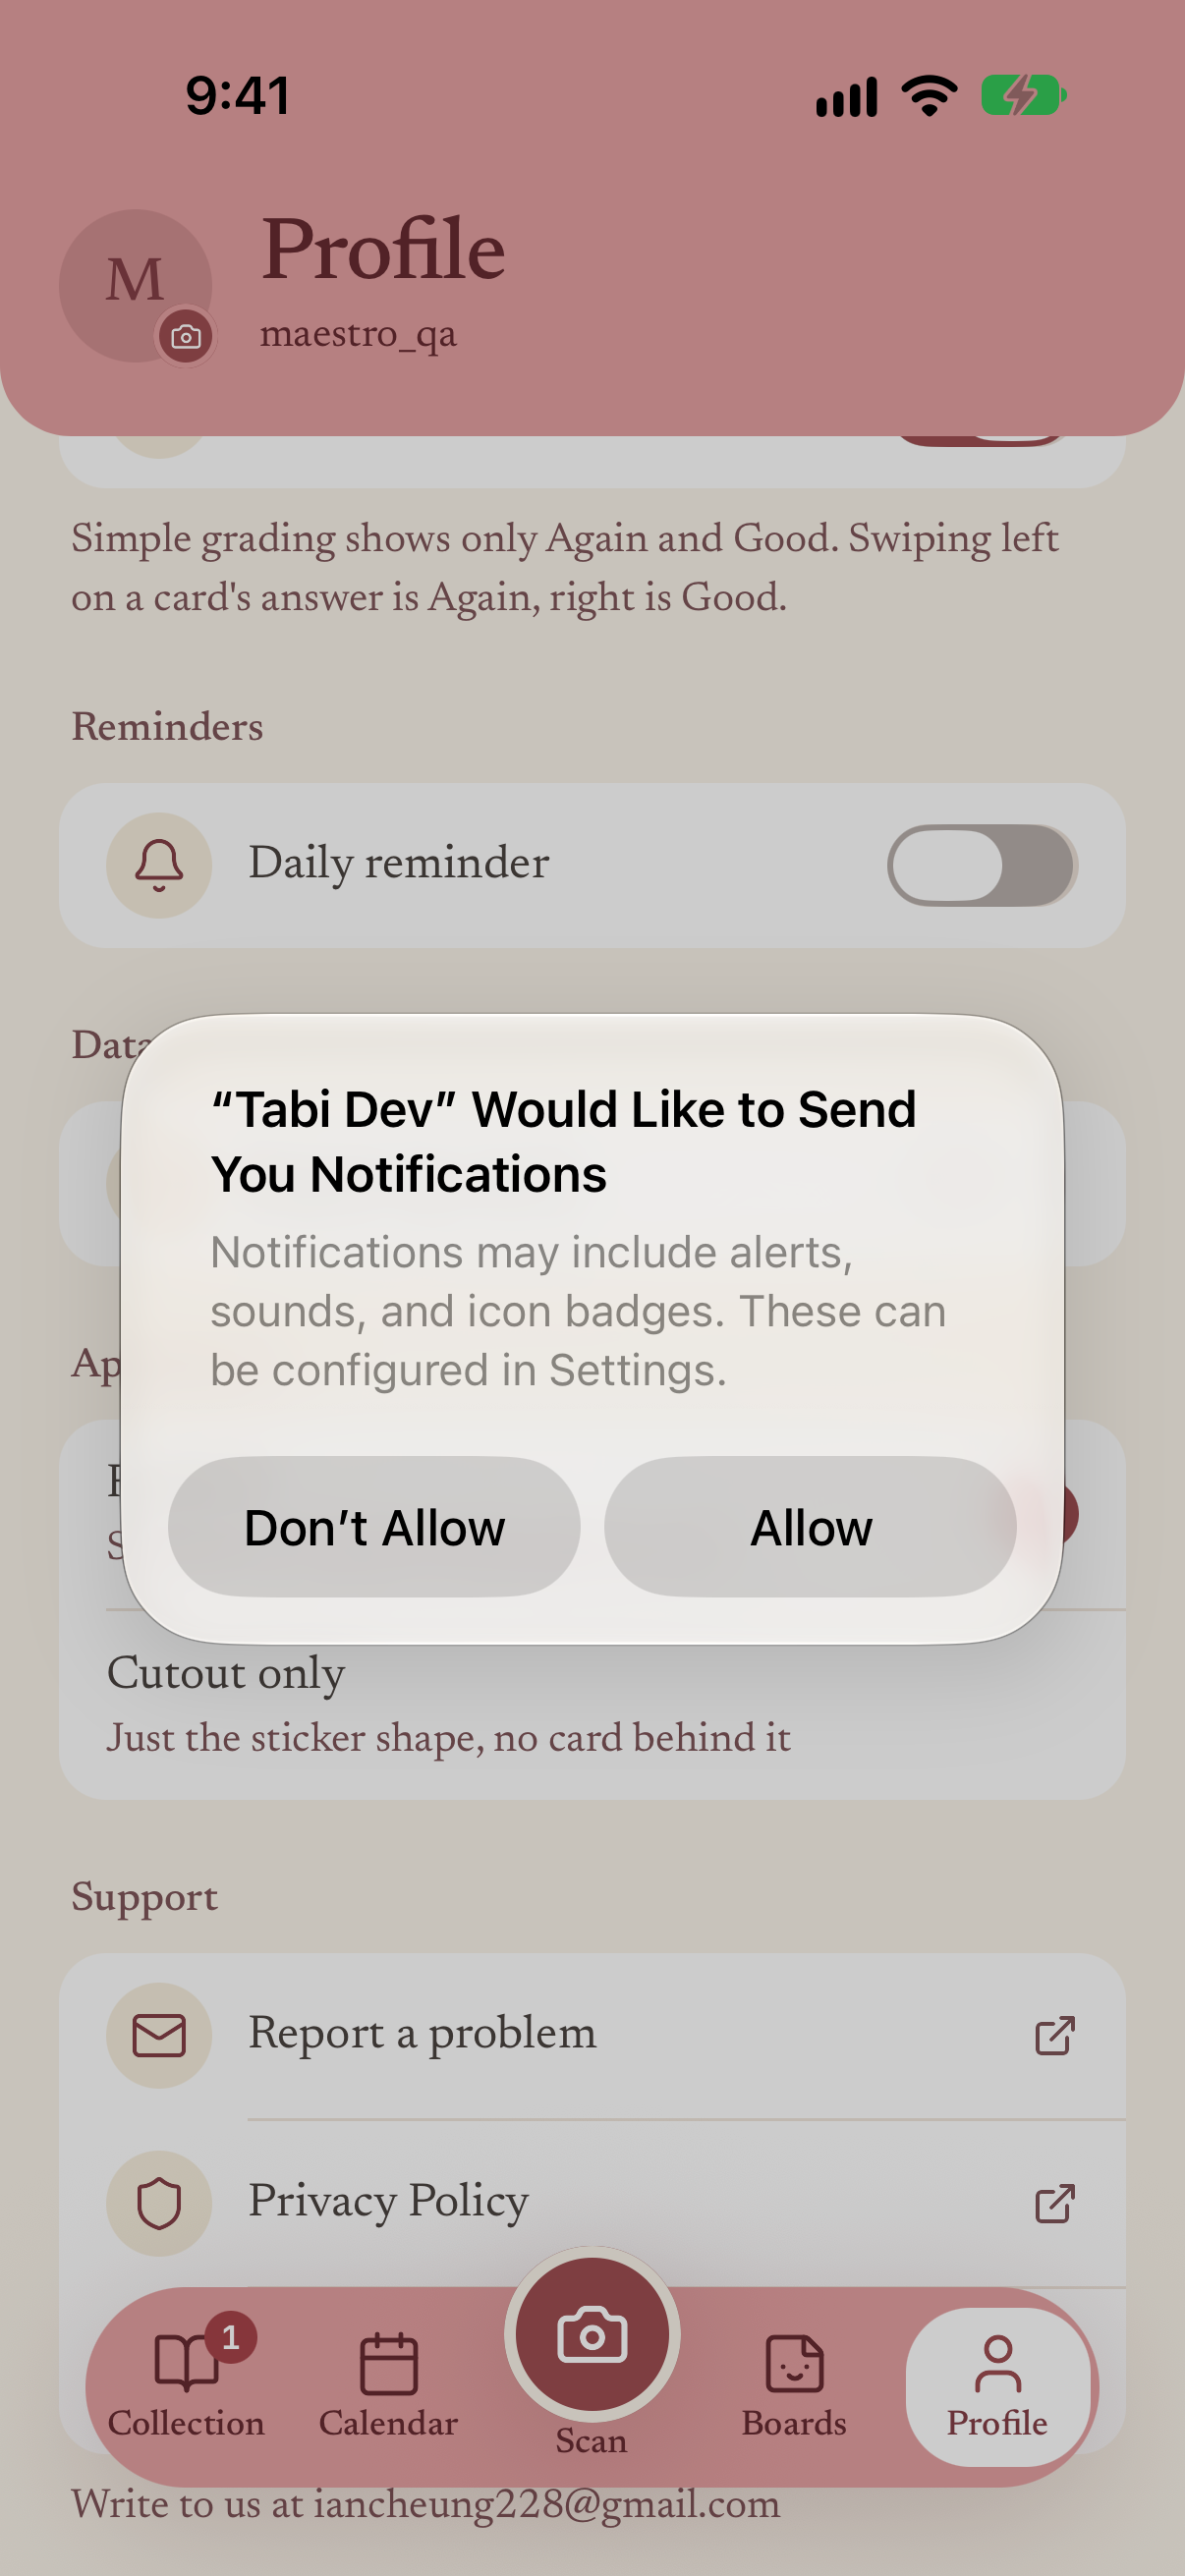 9:41
M
Profile
maestro_qa
Simple grading shows only Again and Good. Swiping left
on a card's answer is Again, right is Good.
Reminders
Daily reminder
“Tabi Dev” Would Like to Send
You Notifications
Notifications may include alerts,
sounds, and icon badges. These can
be configured in Settings.
Don’t Allow
Allow
Cutout only
Just the sticker shape, no card behind it
Support
Report a problem
Privacy Policy
1
Collection
Calendar
Scan
Boards
Profile
Write to us at iancheung228@gmail.com